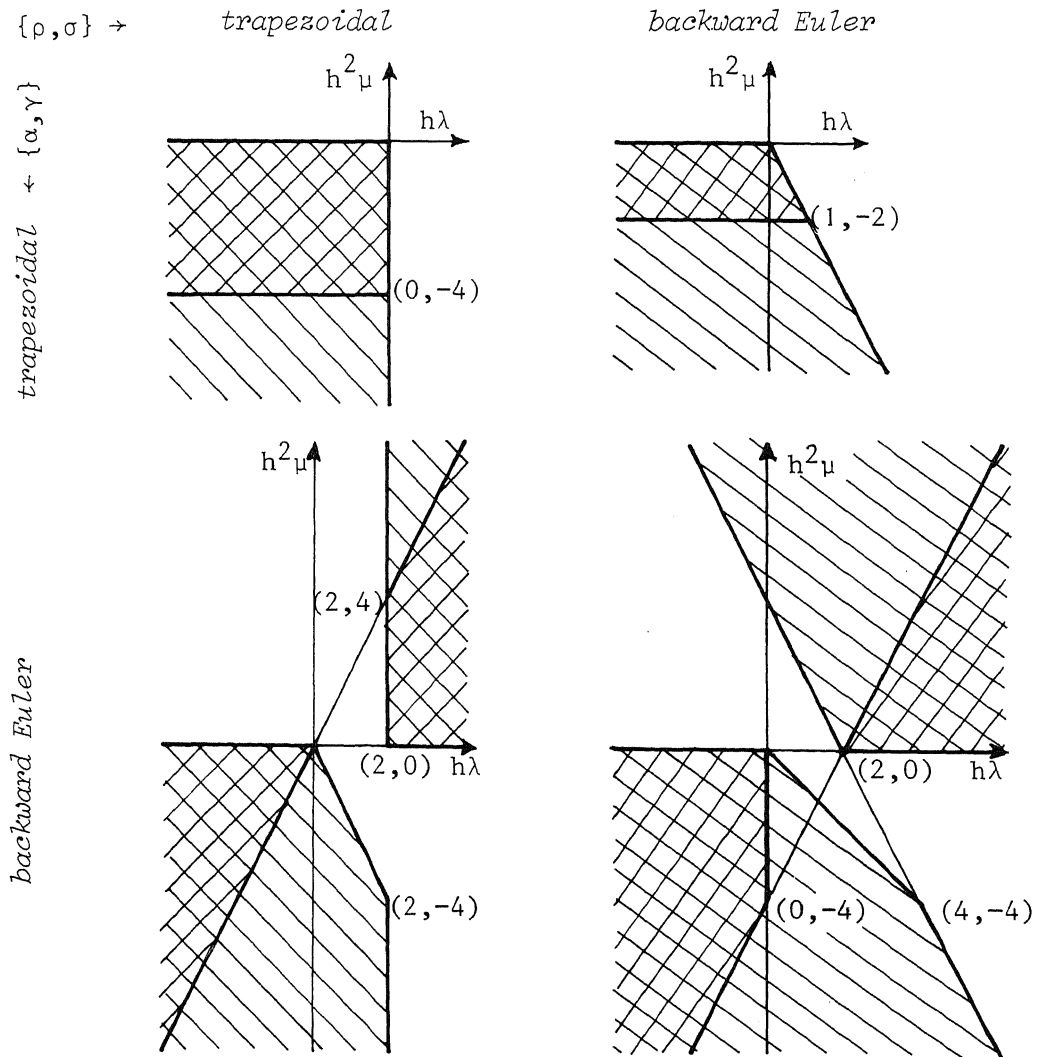 {ρ,σ} → trapezoidal backward Euler
trapezoidal ← {α,γ}
h²μ
hλ
(0,-4)
h²μ
hλ
(1,-2)
backward Euler
h²μ
(2,4)
(2,0) hλ
(2,-4)
h²μ
(2,0) hλ
(0,-4)
(4,-4)